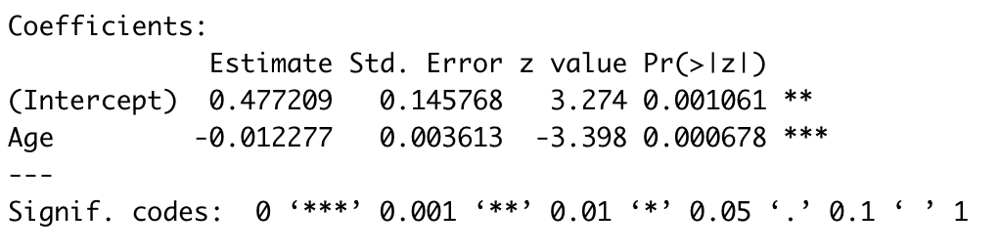 Coefficients:
             Estimate Std. Error z value Pr(>|z|)
(Intercept)  0.477209   0.145768   3.274 0.001061 **
Age         -0.012277   0.003613  -3.398 0.000678 ***
---
Signif. codes:  0 ‘***’ 0.001 ‘**’ 0.01 ‘*’ 0.05 ‘.’ 0.1 ‘ ’ 1